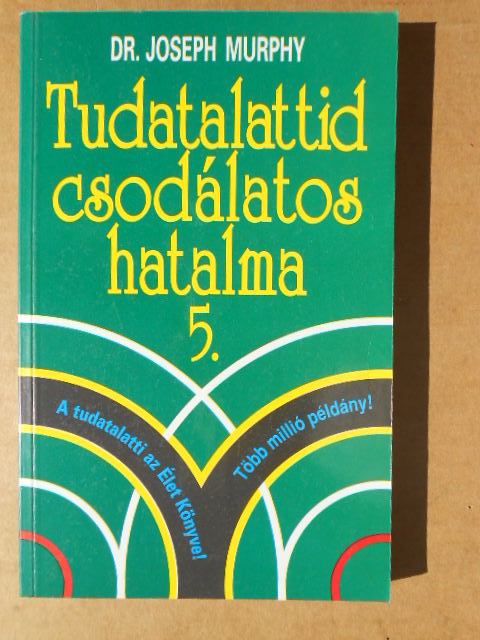 DR. JOSEPH MURPHY
Tudatalattid
csodálatos
hatalma
5.
A tudatalatti az Élet Könyve!
Több millió példány!